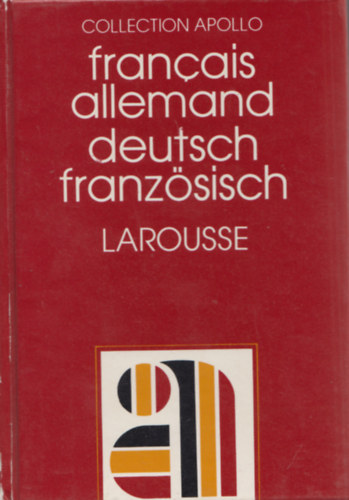 COLLECTION APOLLO
français
allemand
deutsch
französisch
LAROUSSE
a